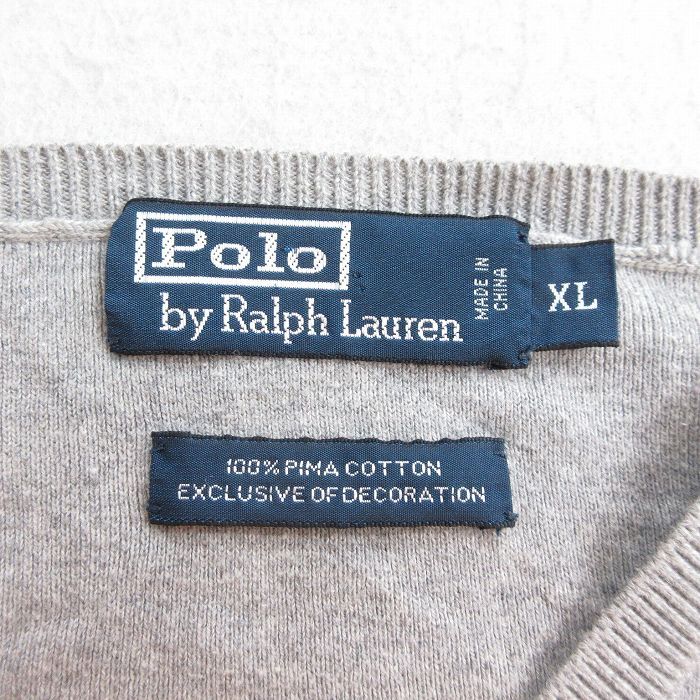 Polo
by Ralph Lauren
MADE IN
CHINA
XL
100% PIMA COTTON
EXCLUSIVE OF DECORATION